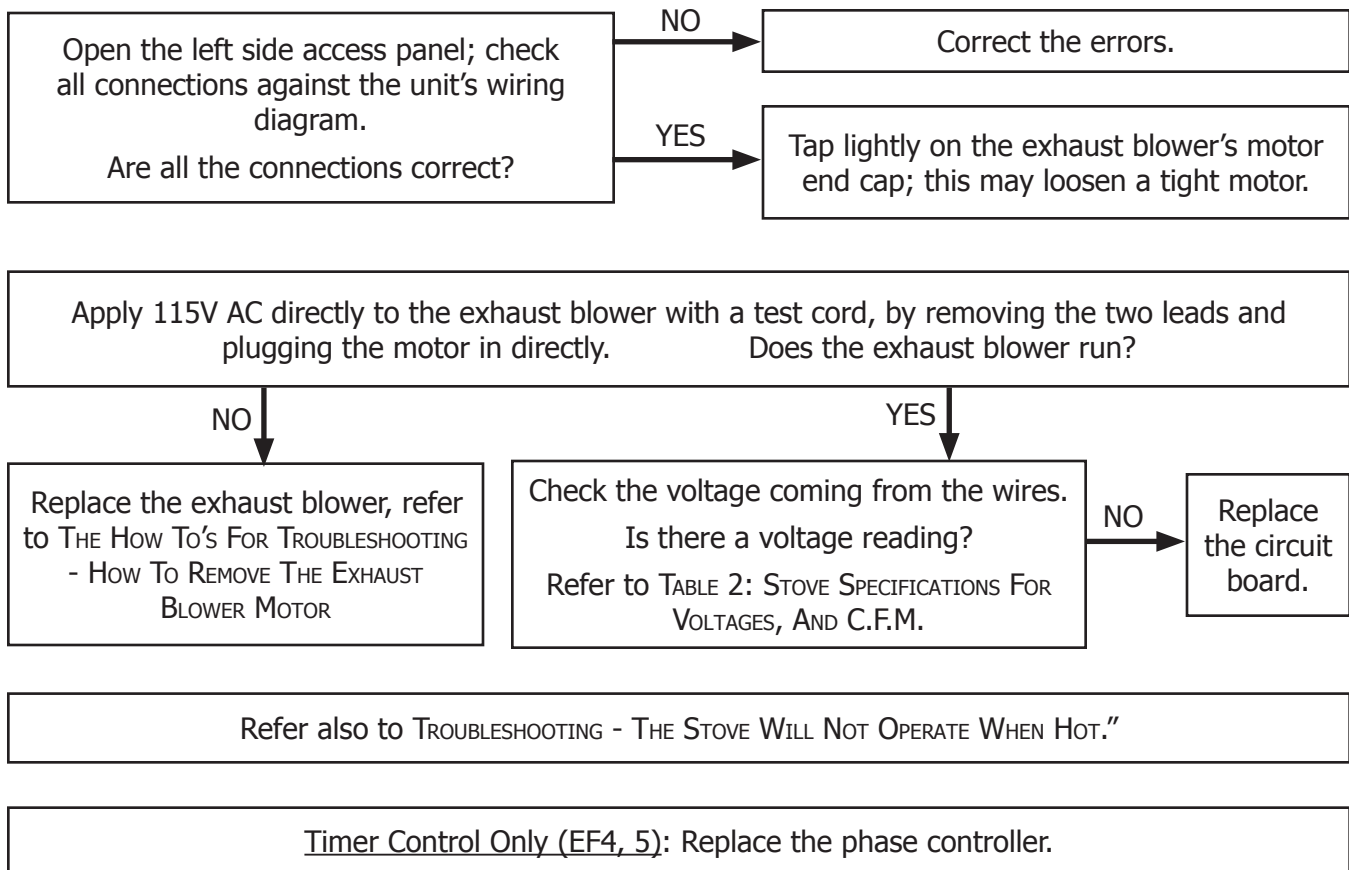 Open the left side access panel; check
all connections against the unit's wiring
diagram.
Are all the connections correct?
NO
Correct the errors.
YES
Tap lightly on the exhaust blower's motor
end cap; this may loosen a tight motor.
Apply 115V AC directly to the exhaust blower with a test cord, by removing the two leads and
plugging the motor in directly. Does the exhaust blower run?
NO
Replace the exhaust blower, refer
to The How To's For Troubleshooting
- How To Remove The Exhaust
Blower Motor
YES
Check the voltage coming from the wires.
Is there a voltage reading?
Refer to Table 2: Stove Specifications For
Voltages, And C.F.M.
NO
Replace
the circuit
board.
Refer also to Troubleshooting - The Stove Will Not Operate When Hot."
Timer Control Only (EF4, 5): Replace the phase controller.